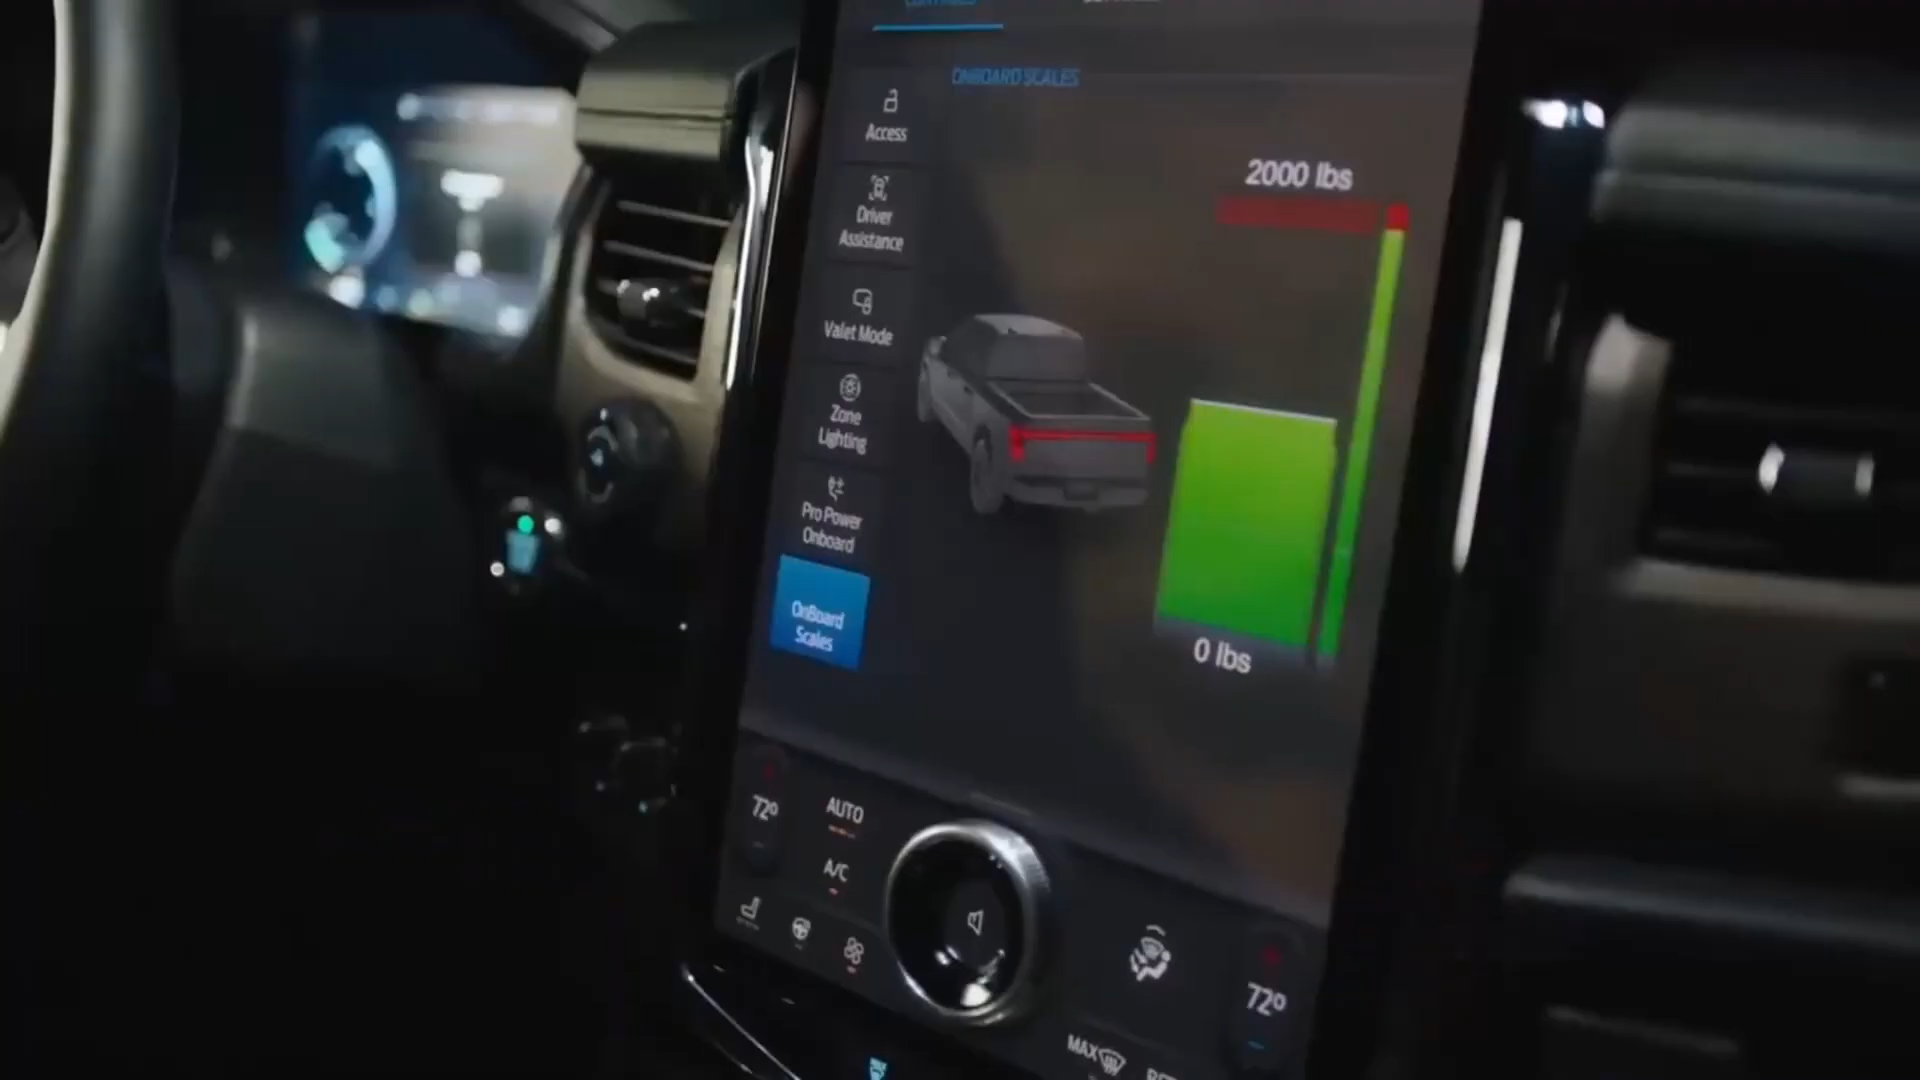 ONBOARD SCALES
Access
Driver
Assistance
Valet Mode
Zone
Lighting
Pro Power
Onboard
OnBoard
Scales
2000 lbs
0 lbs
72°
AUTO
A/C
72°
MAX